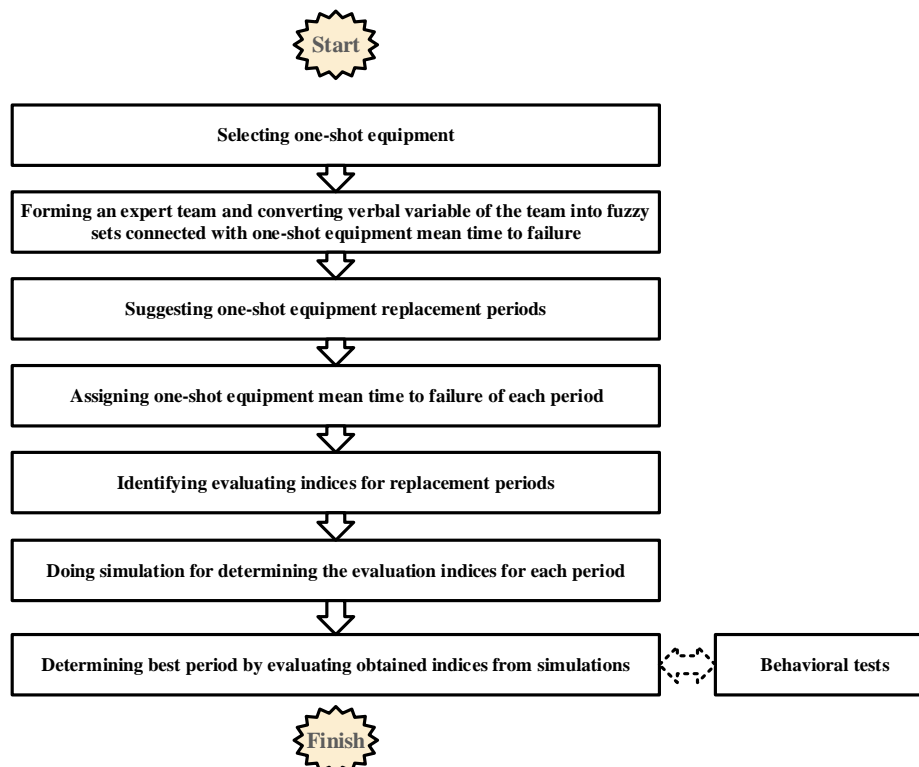 Start
Selecting one-shot equipment
Forming an expert team and converting verbal variable of the team into fuzzy
sets connected with one-shot equipment mean time to failure
Suggesting one-shot equipment replacement periods
Assigning one-shot equipment mean time to failure of each period
Identifying evaluating indices for replacement periods
Doing simulation for determining the evaluation indices for each period
Determining best period by evaluating obtained indices from simulations
Behavioral tests
Finish